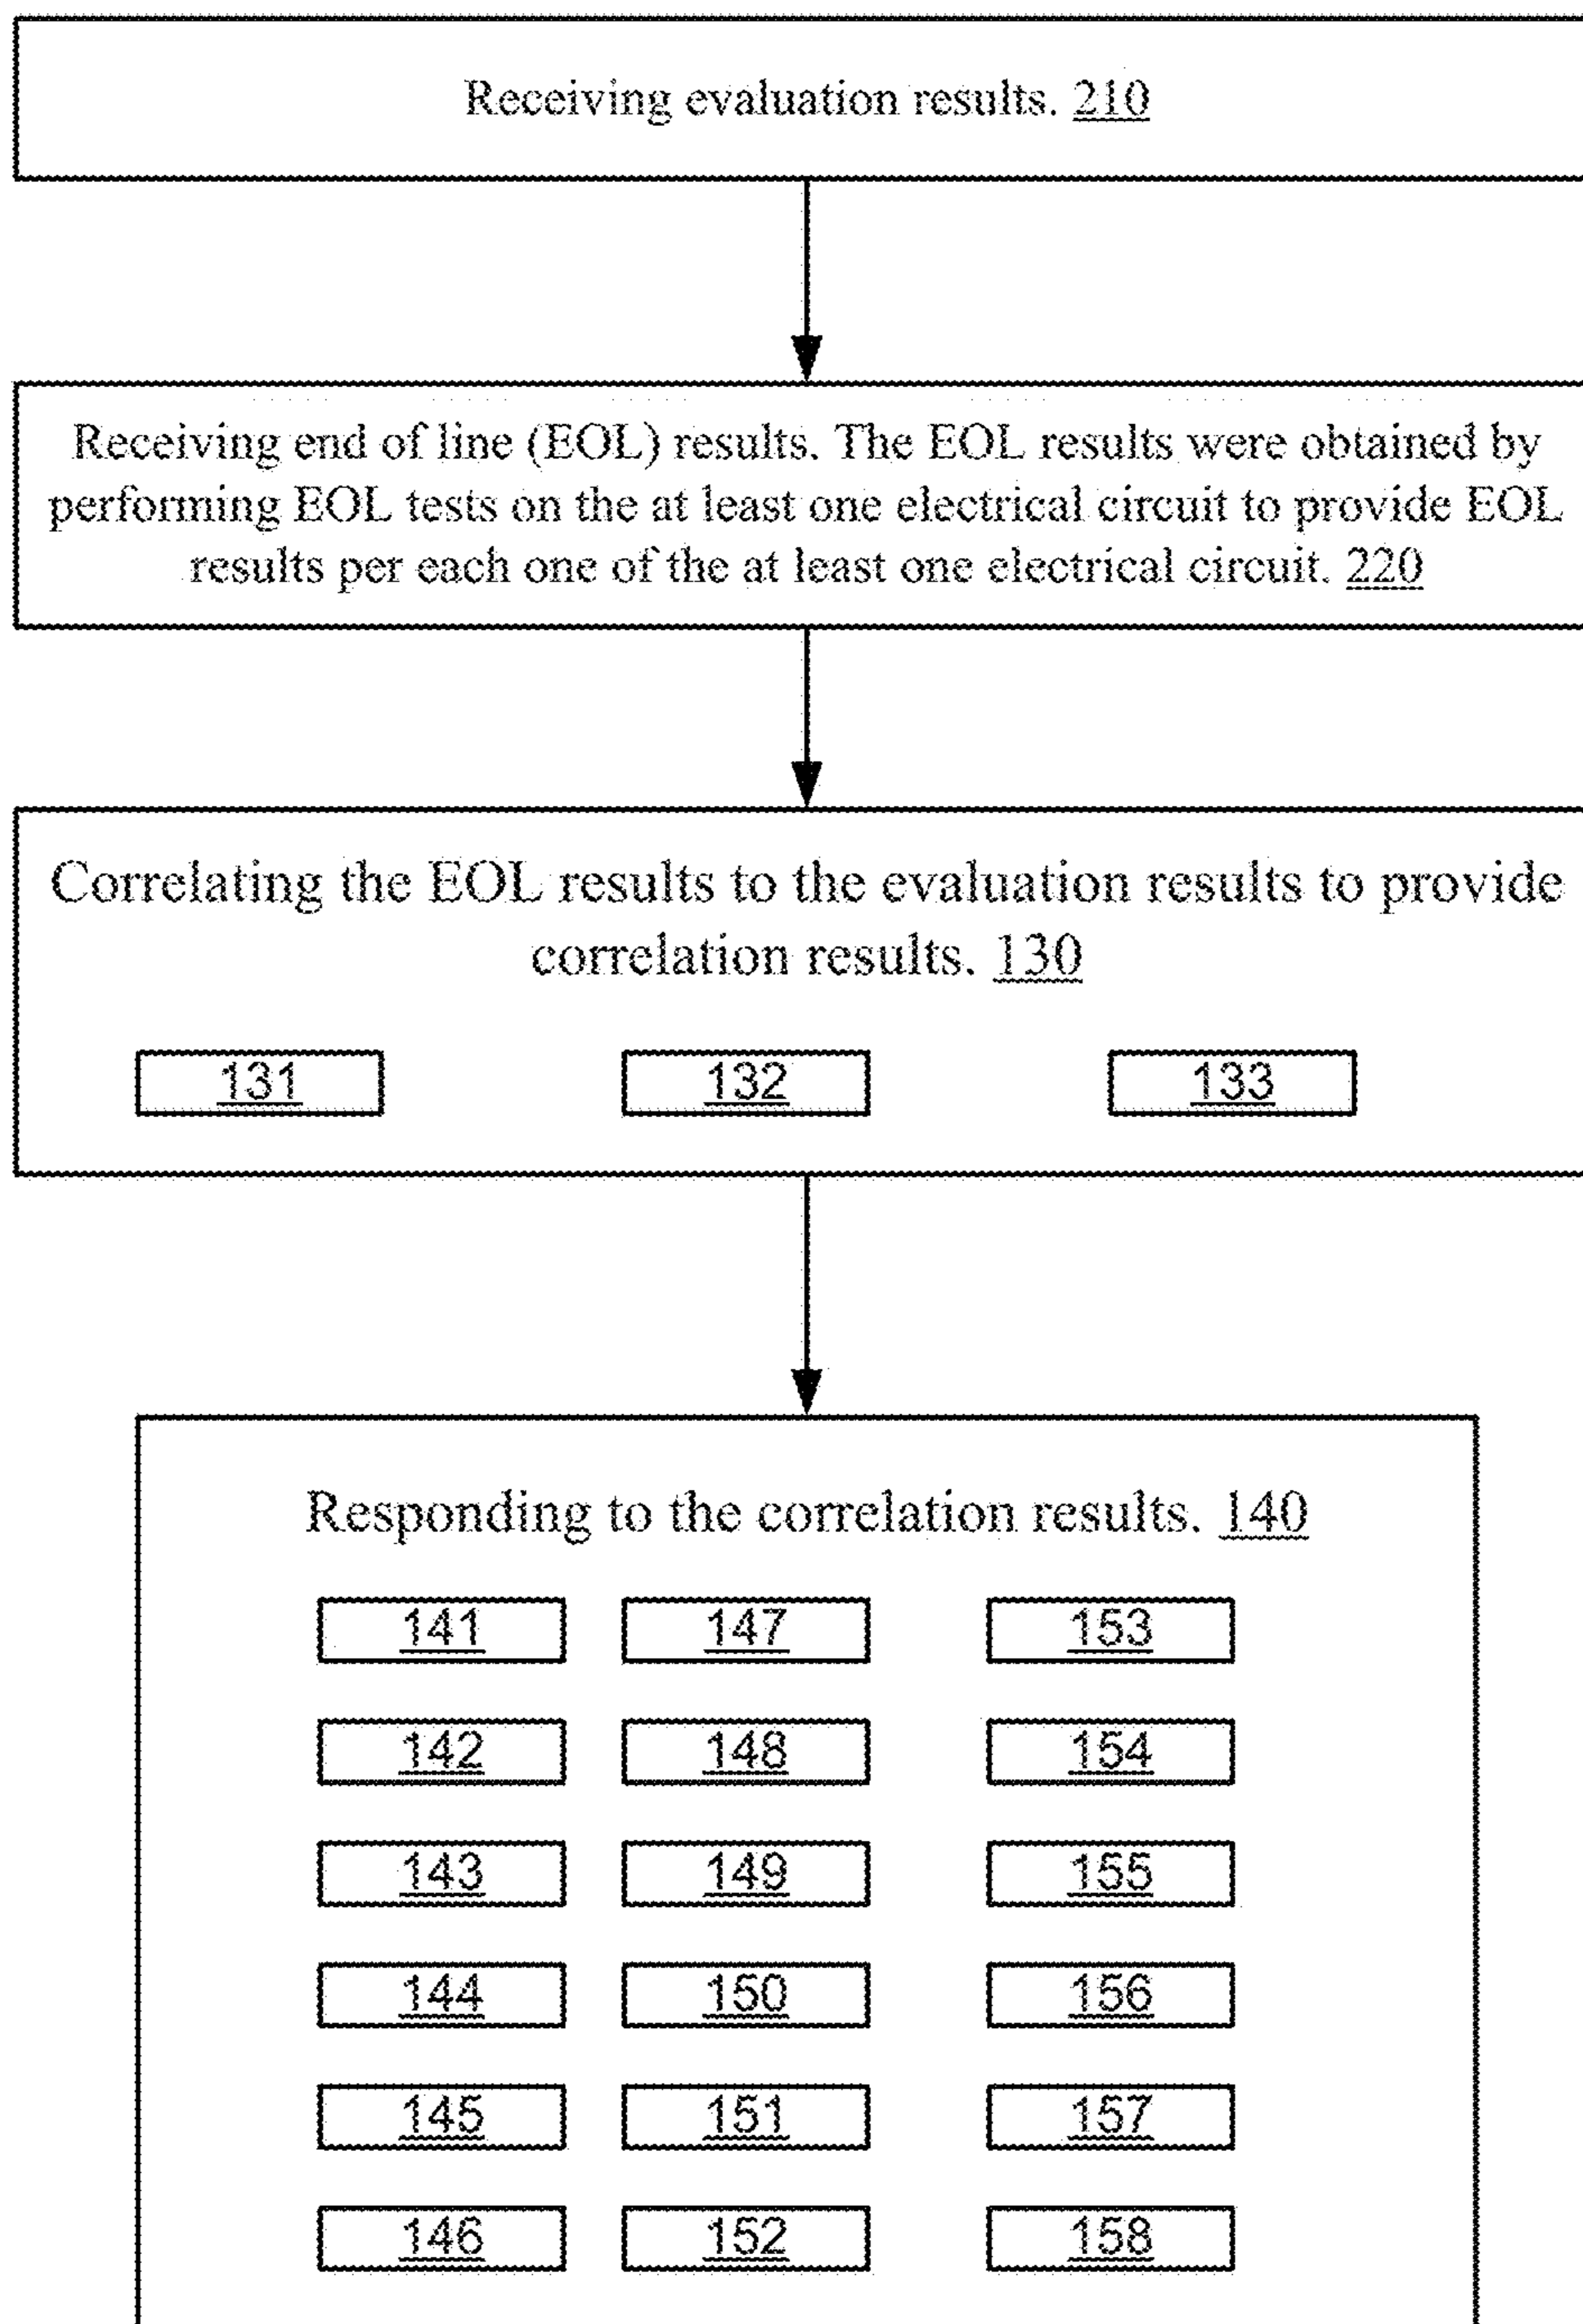 Receiving evaluation results. 210
Receiving end of line (EOL) results. The EOL results were obtained by
performing EOL tests on the at least one electrical circuit to provide EOL
results per each one of the at least one electrical circuit. 220
Correlating the EOL results to the evaluation results to provide
correlation results. 130
131 132 133
Responding to the correlation results. 140
141 147 153
142 148 154
143 149 155
144 150 156
145 151 157
146 152 158